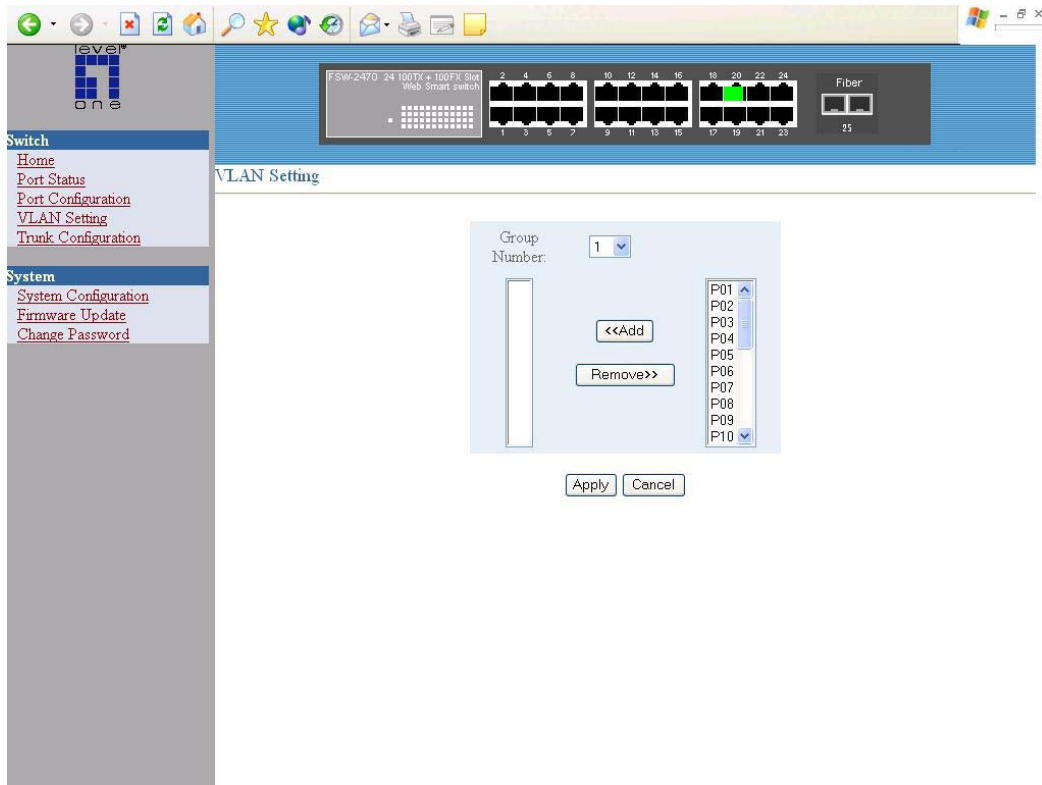 level
one
FSW-2470 24 100TX + 100FX Slot
Web Smart switch
2 4 6 8 10 12 14 16 18 20 22 24
Fiber
1 3 5 7 9 11 13 15 17 19 21 23
25
Switch
Home
Port Status
Port Configuration
VLAN Setting
Trunk Configuration
System
System Configuration
Firmware Update
Change Password
VLAN Setting
Group
Number:
1
<<Add
Remove>>
P01
P02
P03
P04
P05
P06
P07
P08
P09
P10
Apply
Cancel